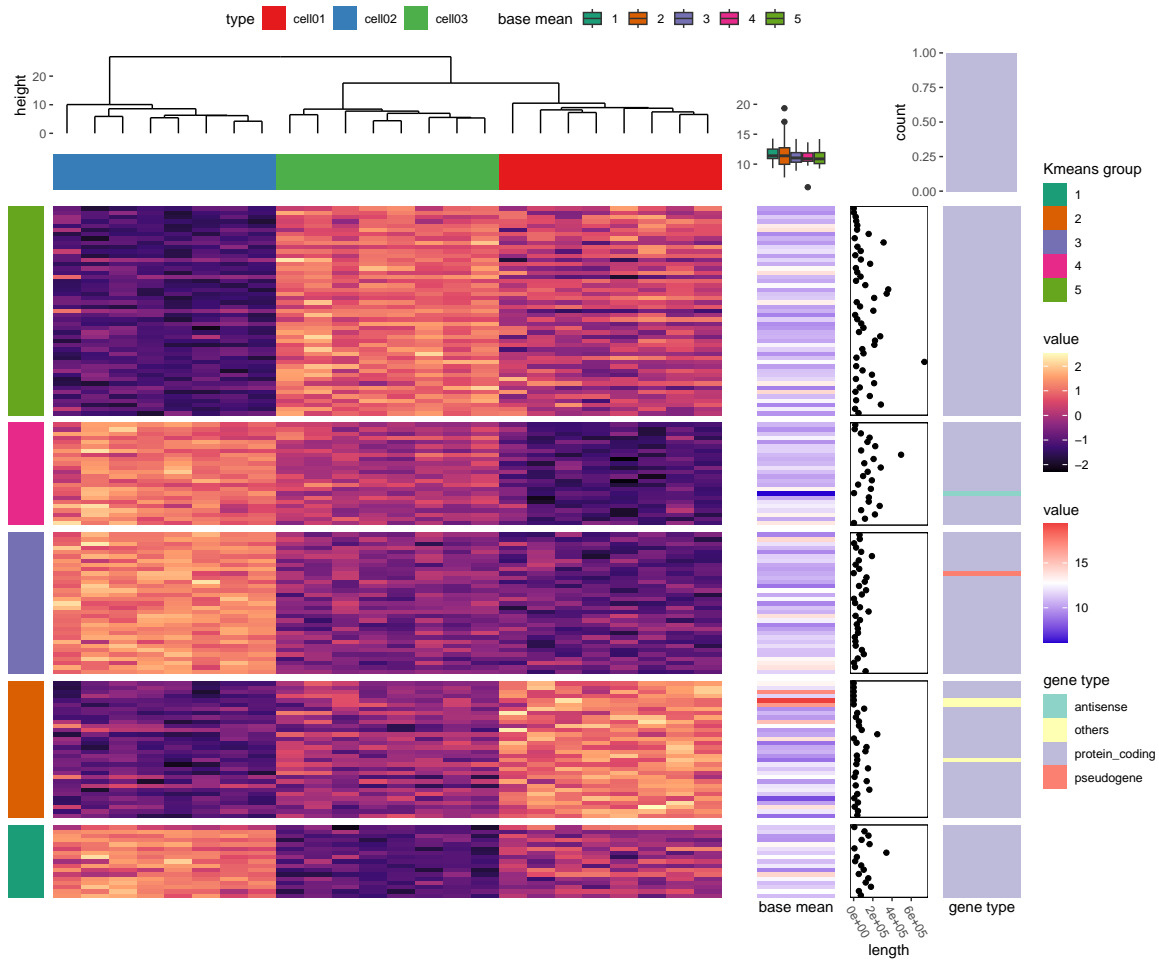 type cell01 cell02 cell03 base mean 1 2 3 4 5
height
20
10
0
20
15
10
count
1.00
0.75
0.50
0.25
0.00
Kmeans group
1
2
3
4
5
value
2
1
0
−1
−2
value
15
10
gene type
antisense
others
protein_coding
pseudogene
base mean
0e+00
2e+05
4e+05
6e+05
length
gene type